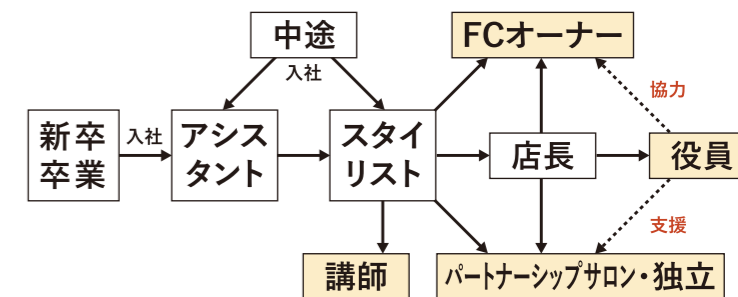 中途
FCオーナー
入社
協力
新卒
卒業
入社
アシス
タント
スタイ
リスト
店長
役員
支援
講師
パートナーシップサロン・独立